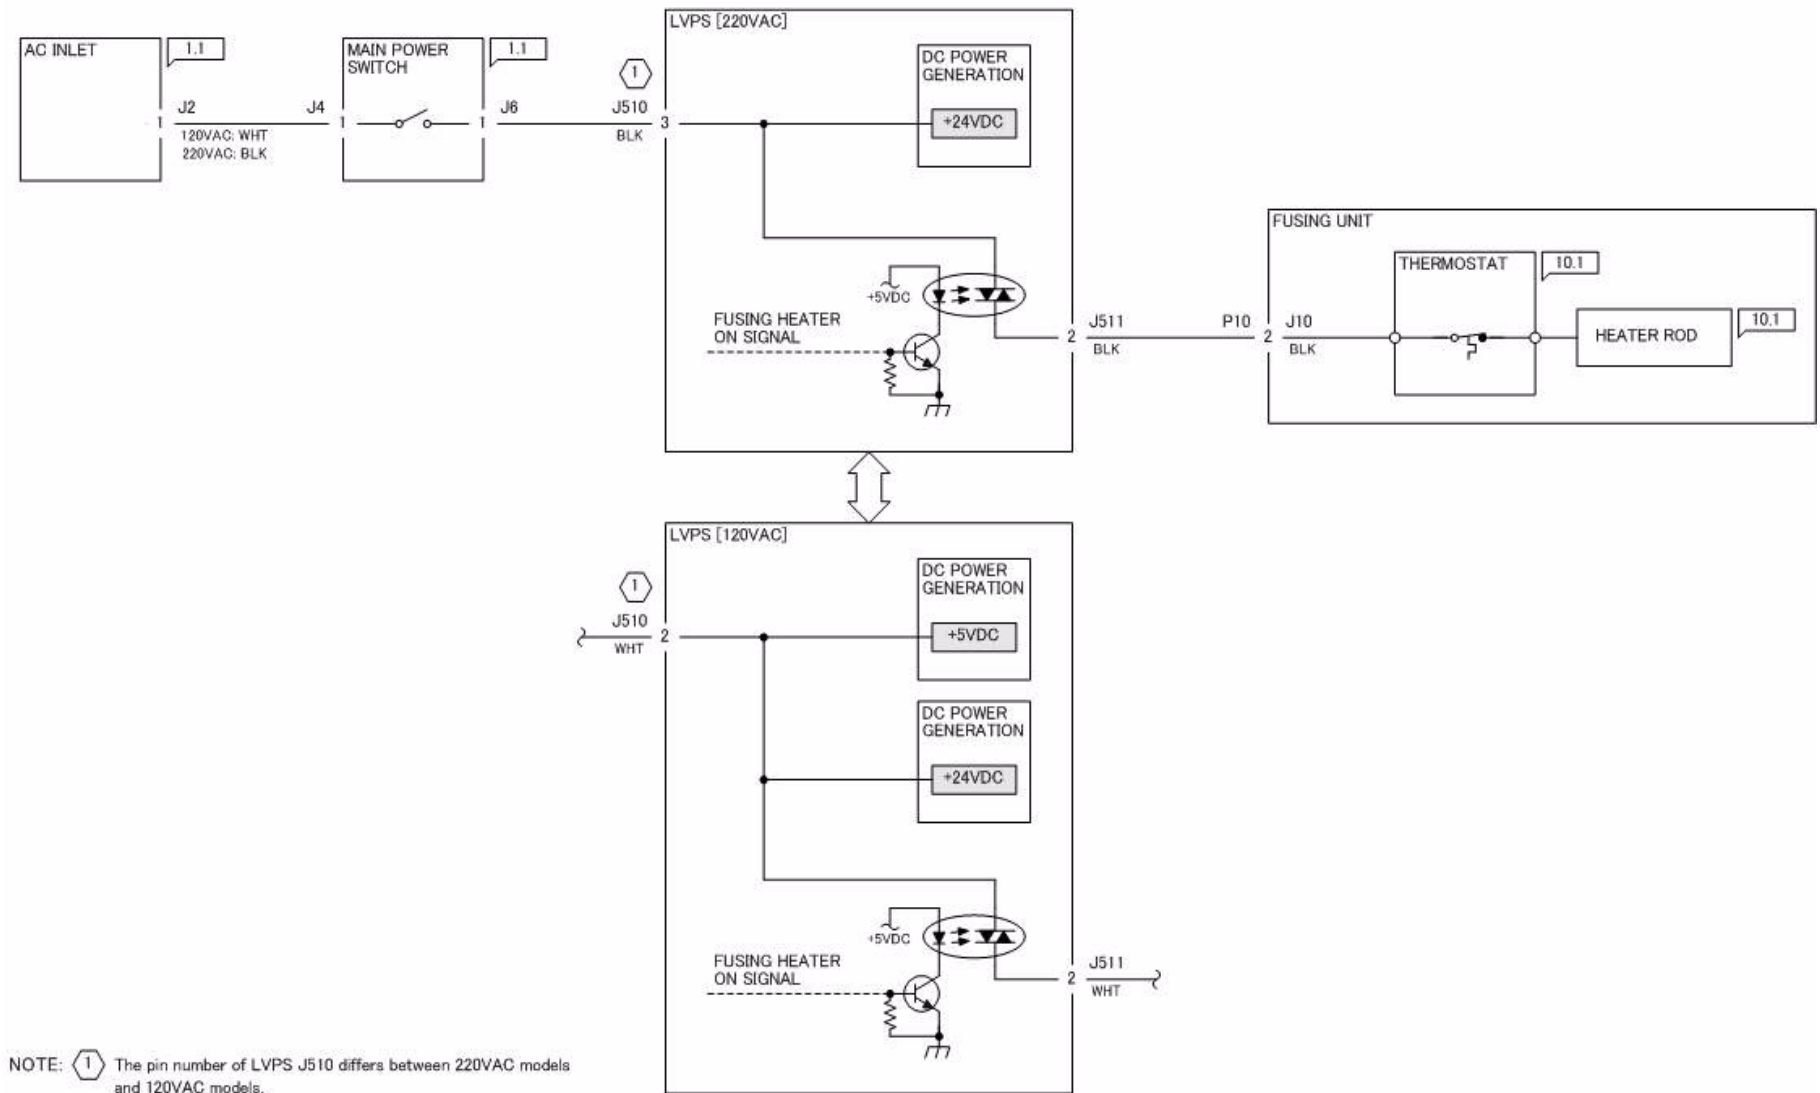 LVPS [220VAC]
AC INLET
1.1
MAIN POWER
SWITCH
1.1
1
DC POWER
GENERATION
+24VDC
J2
J4
J6
J510
1
1
1
3
120VAC: WHT
220VAC: BLK
BLK
FUSING UNIT
THERMOSTAT
10.1
+5VDC
FUSING HEATER
ON SIGNAL
2
J511
BLK
P10
2
J10
BLK
HEATER ROD
10.1
LVPS [120VAC]
DC POWER
GENERATION
+5VDC
1
J510
2
WHT
DC POWER
GENERATION
+24VDC
+5VDC
FUSING HEATER
ON SIGNAL
2
J511
WHT
NOTE: 1 The pin number of LVPS J510 differs between 220VAC models
and 120VAC models.